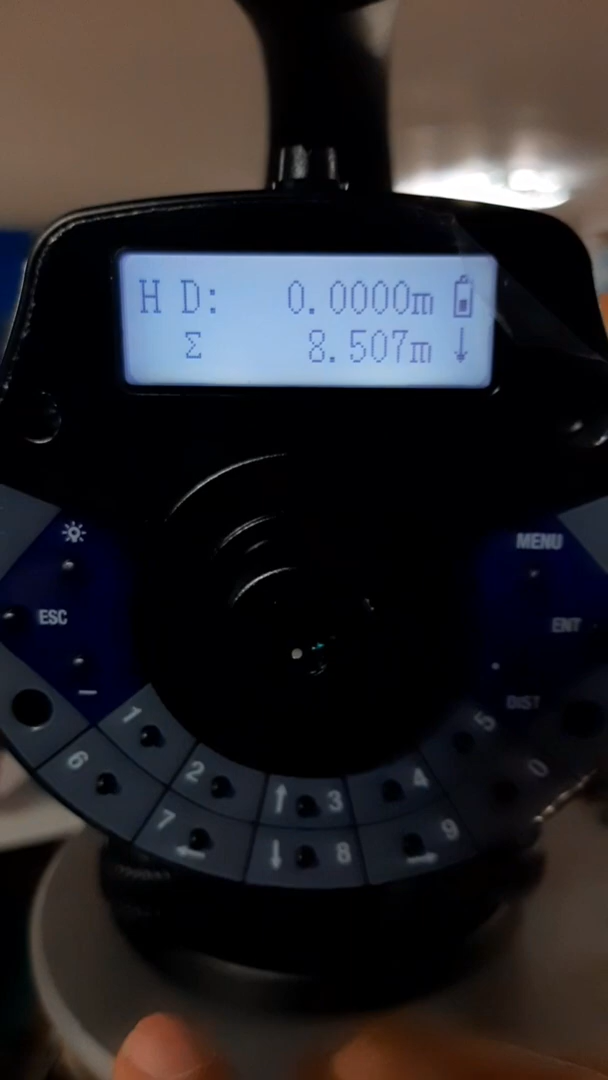 H D: 0.0000m
Σ 8.507m ↓
MENU
ESC
ENT
DIST
1
5
6
2
↑ 3
4
0
7
←
↓ 8
9
→